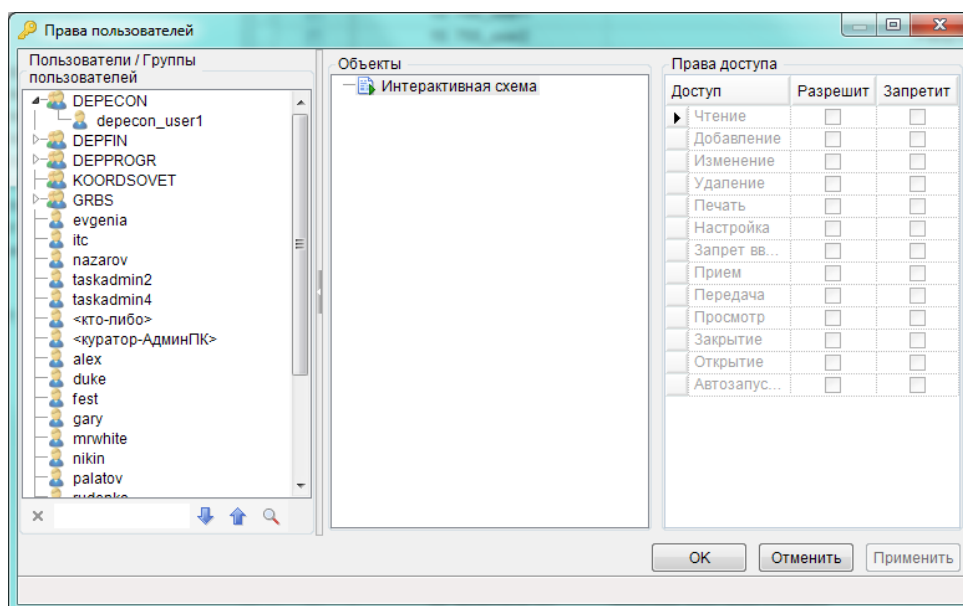 Права пользователей
Пользователи / Группы
пользователей
DEPECON
depecon_user1
DEPFIN
DEPPROGR
KOORDSOVET
GRBS
evgenia
itc
nazarov
taskadmin2
taskadmin4
<кто-либо>
<куратор-АдминПК>
alex
duke
fest
gary
mrwhite
nikin
palatov
Объекты
Интерактивная схема
Права доступа
Доступ Разрешит Запретит
Чтение
Добавление
Изменение
Удаление
Печать
Настройка
Запрет вв...
Прием
Передача
Просмотр
Закрытие
Открытие
Автозапус...
OK Отменить Применить